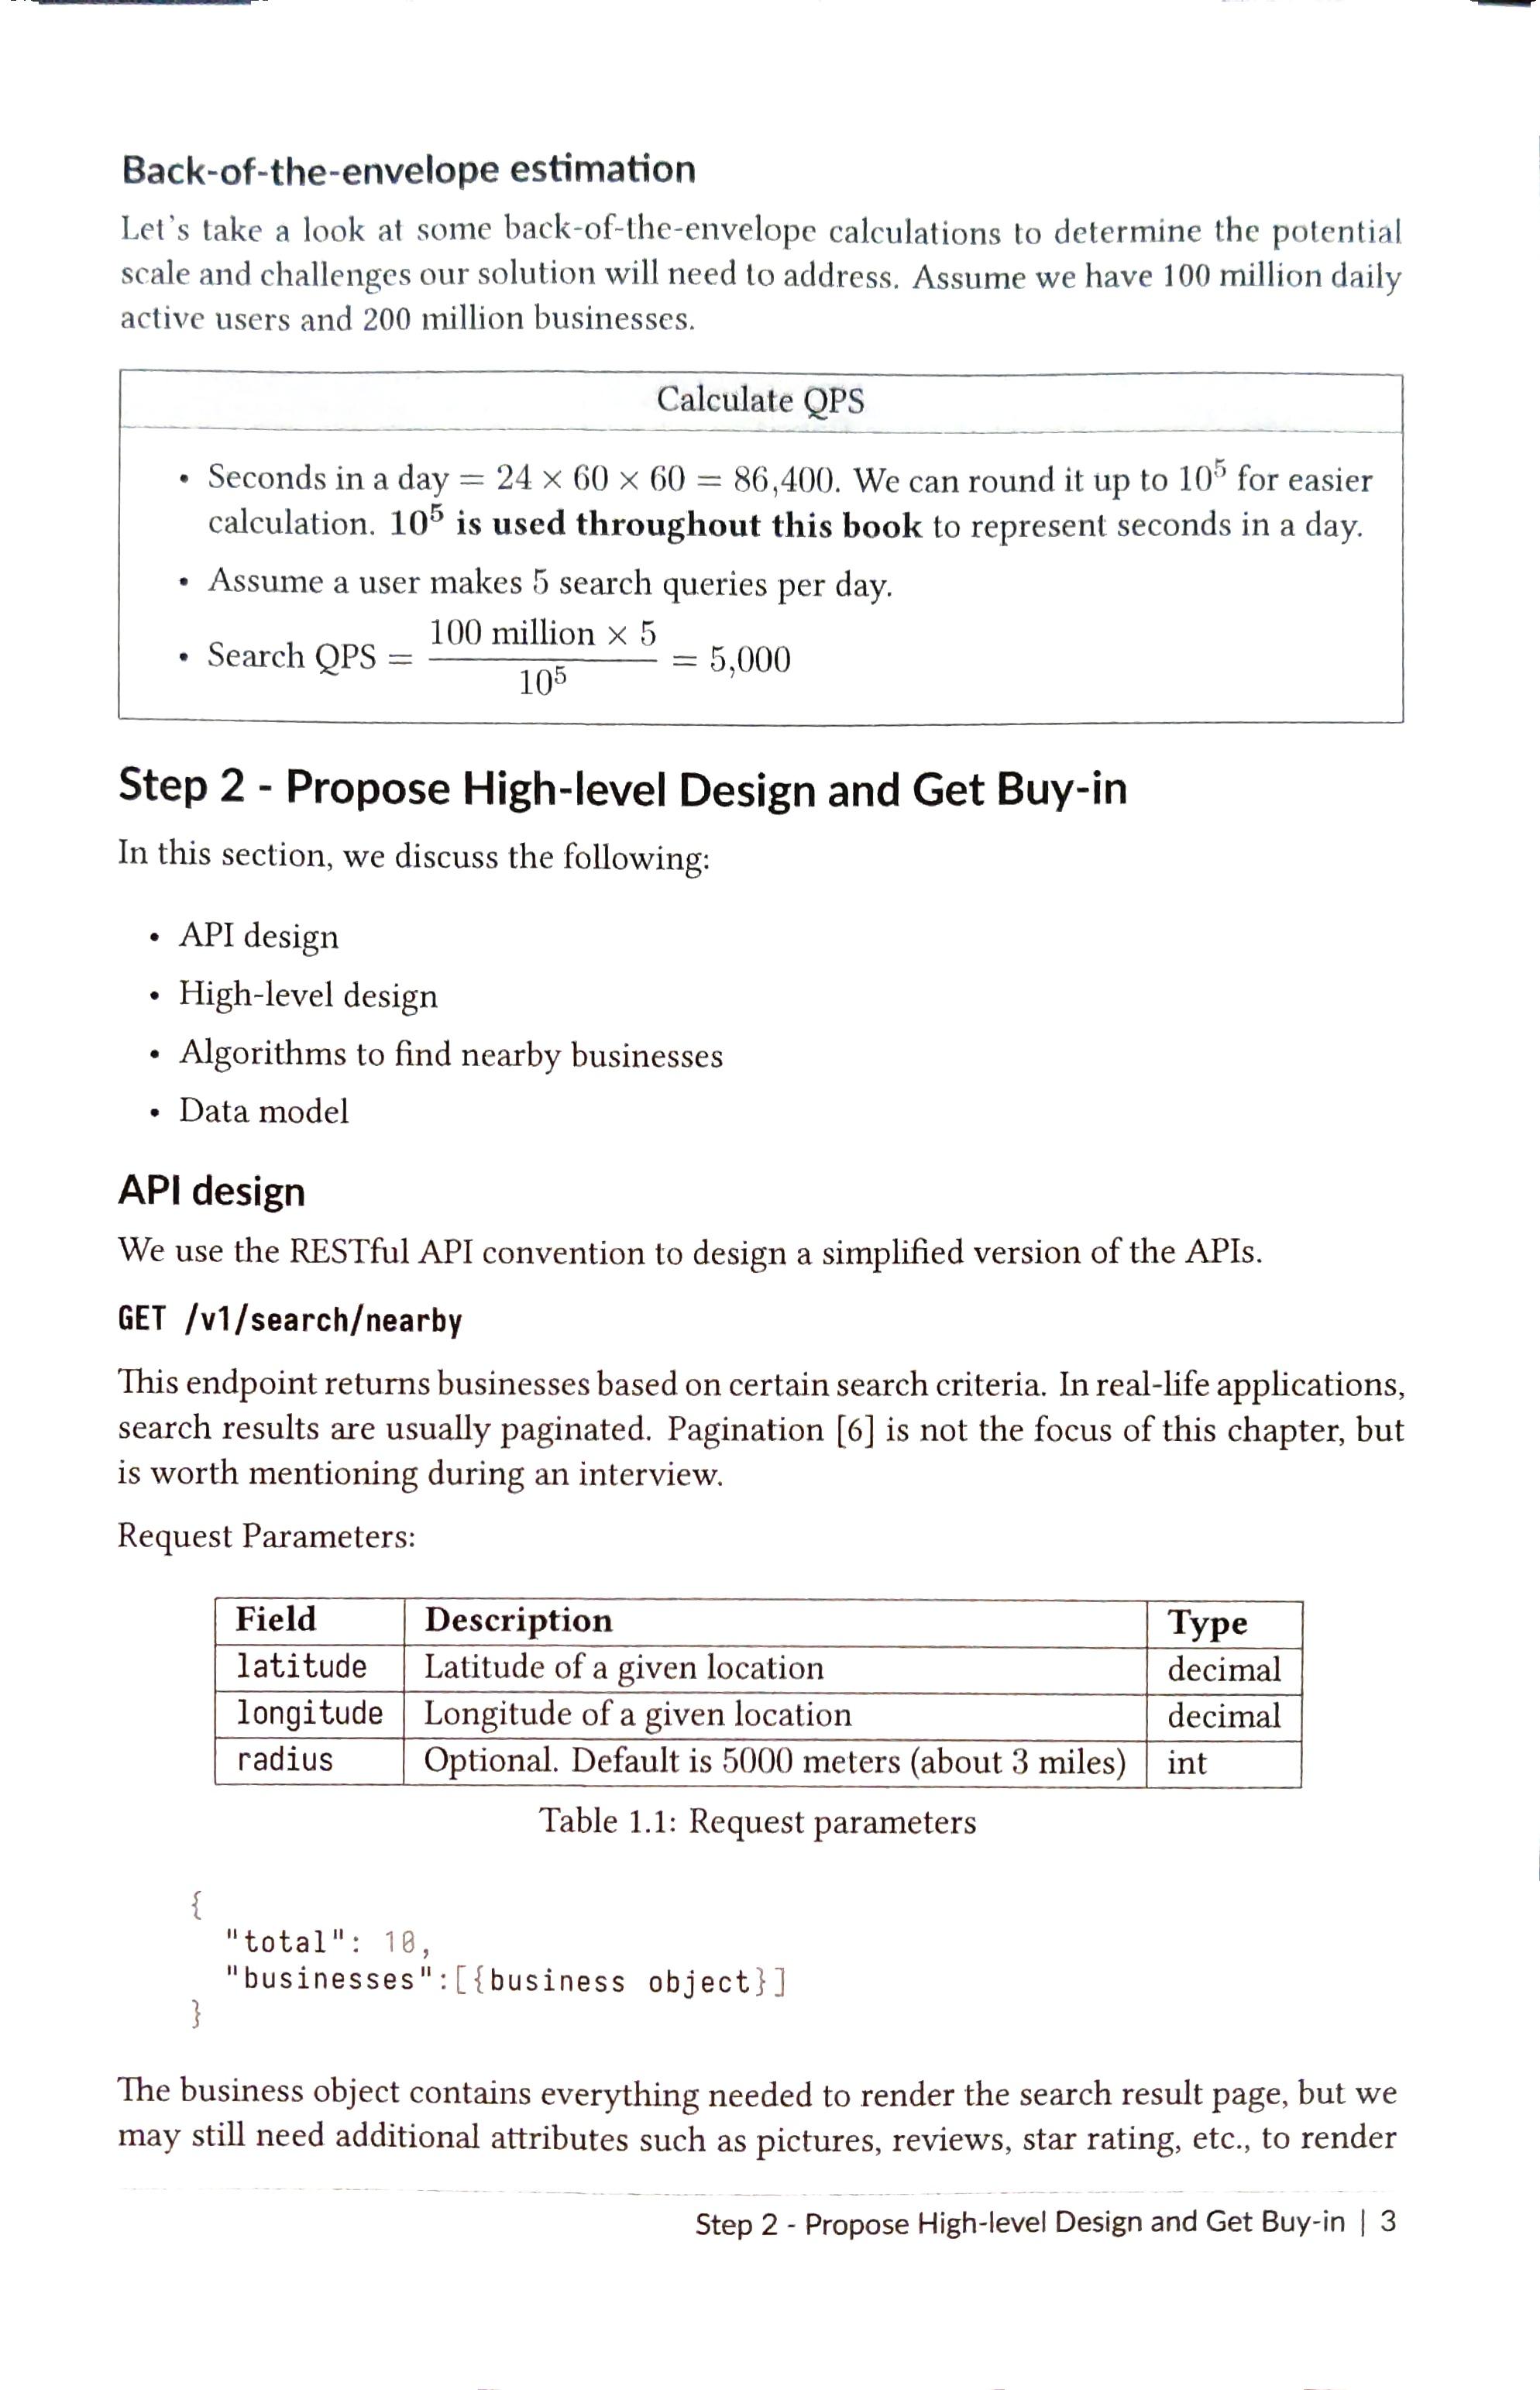 Back-of-the-envelope estimation
Let's take a look at some back-of-the-envelope calculations to determine the potential
scale and challenges our solution will need to address. Assume we have 100 million daily
active users and 200 million businesses.
Calculate QPS
• Seconds in a day = 24 × 60 × 60 = 86,400. We can round it up to 10⁵ for easier
calculation. 10⁵ is used throughout this book to represent seconds in a day.
• Assume a user makes 5 search queries per day.
• Search QPS = 100 million × 5 / 10⁵ = 5,000
Step 2 - Propose High-level Design and Get Buy-in
In this section, we discuss the following:
• API design
• High-level design
• Algorithms to find nearby businesses
• Data model
API design
We use the RESTful API convention to design a simplified version of the APIs.
GET /v1/search/nearby
This endpoint returns businesses based on certain search criteria. In real-life applications,
search results are usually paginated. Pagination [6] is not the focus of this chapter, but
is worth mentioning during an interview.
Request Parameters:
Field Description Type
latitude Latitude of a given location decimal
longitude Longitude of a given location decimal
radius Optional. Default is 5000 meters (about 3 miles) int
Table 1.1: Request parameters
{
"total": 10,
"businesses":[{business object}]
}
The business object contains everything needed to render the search result page, but we
may still need additional attributes such as pictures, reviews, star rating, etc., to render
Step 2 - Propose High-level Design and Get Buy-in | 3